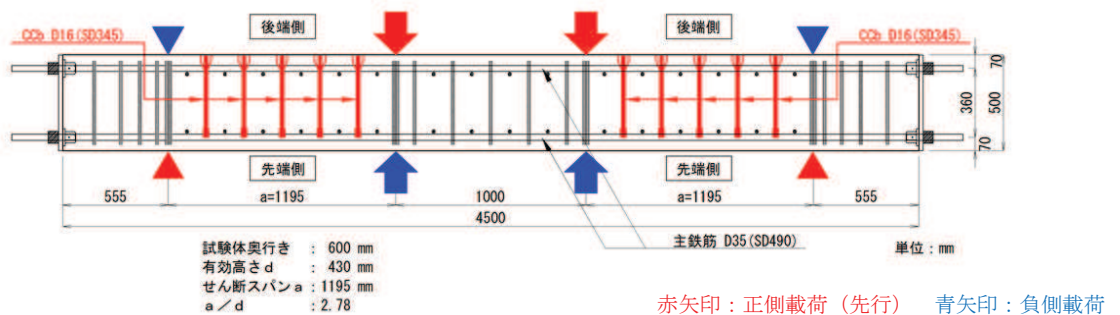 後端側
後端側
CCb D16(SD345)
CCb D16(SD345)
70
360
500
70
先端側
先端側
555
a=1195
1000
a=1195
555
4500
主鉄筋 D35(SD490)
単位:mm
試験体奥行き : 600 mm
有効高さd : 430 mm
せん断スパンa : 1195 mm
a/d : 2.78
赤矢印:正側載荷(先行) 青矢印:負側載荷